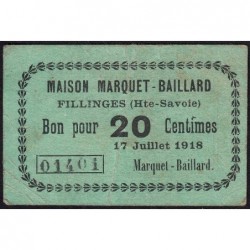 MAISON MARQUET-BAILLARD
FILLINGES (Hte-Savoie)
Bon pour 20 Centimes
17 Juillet 1918
01401
Marquet-Baillard.